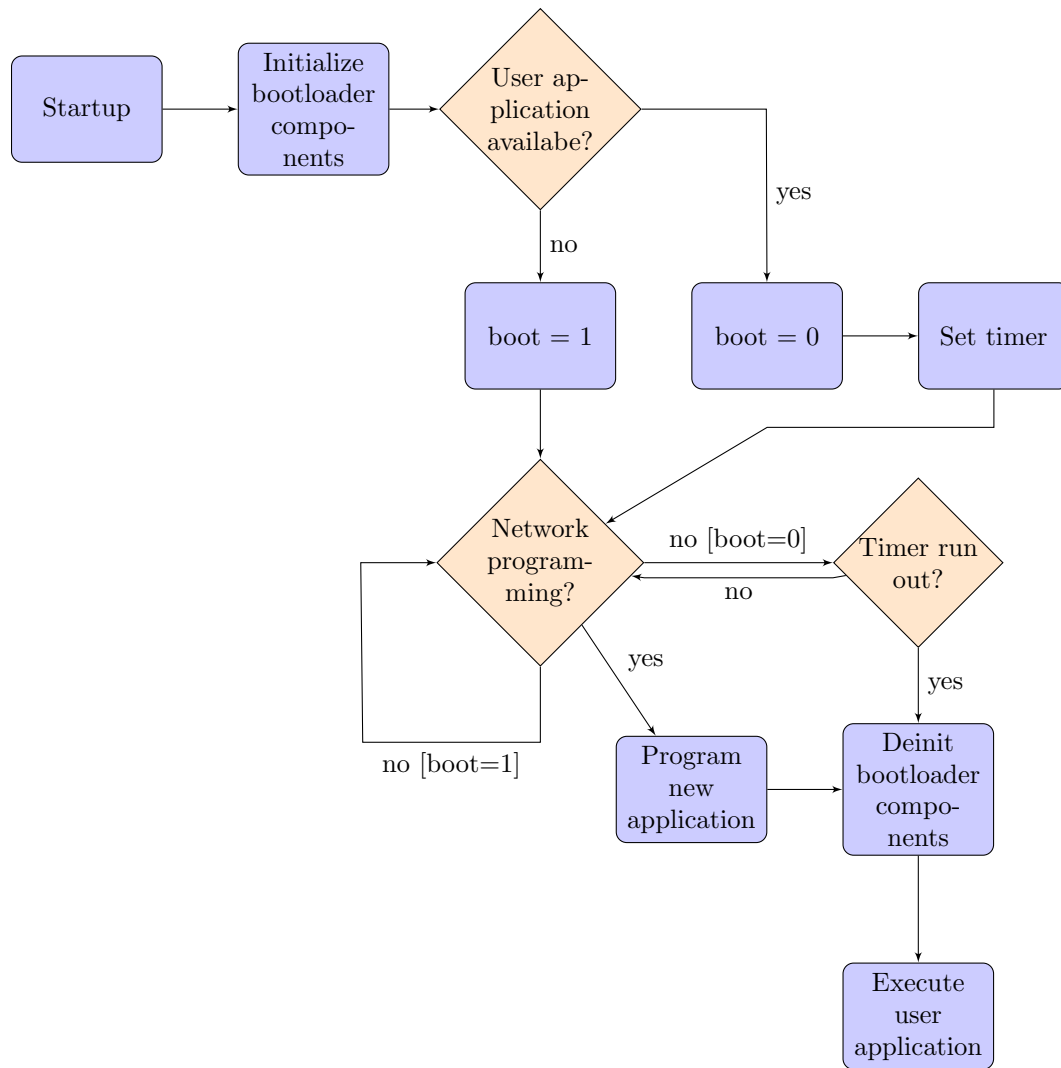 Startup
Initialize
bootloader
compo-
nents
User ap-
plication
availabe?
yes
no
boot = 1
boot = 0
Set timer
Network
program-
ming?
no [boot=0]
Timer run
out?
no
yes
yes
no [boot=1]
Program
new
application
Deinit
bootloader
compo-
nents
Execute
user
application